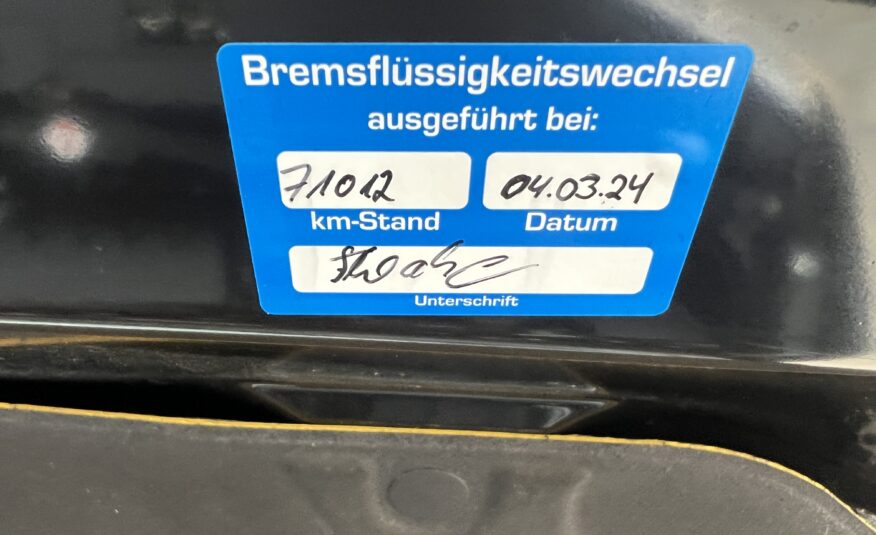 Bremsflüssigkeitswechsel
ausgeführt bei:
71012 04.03.24
km-Stand Datum
Unterschrift